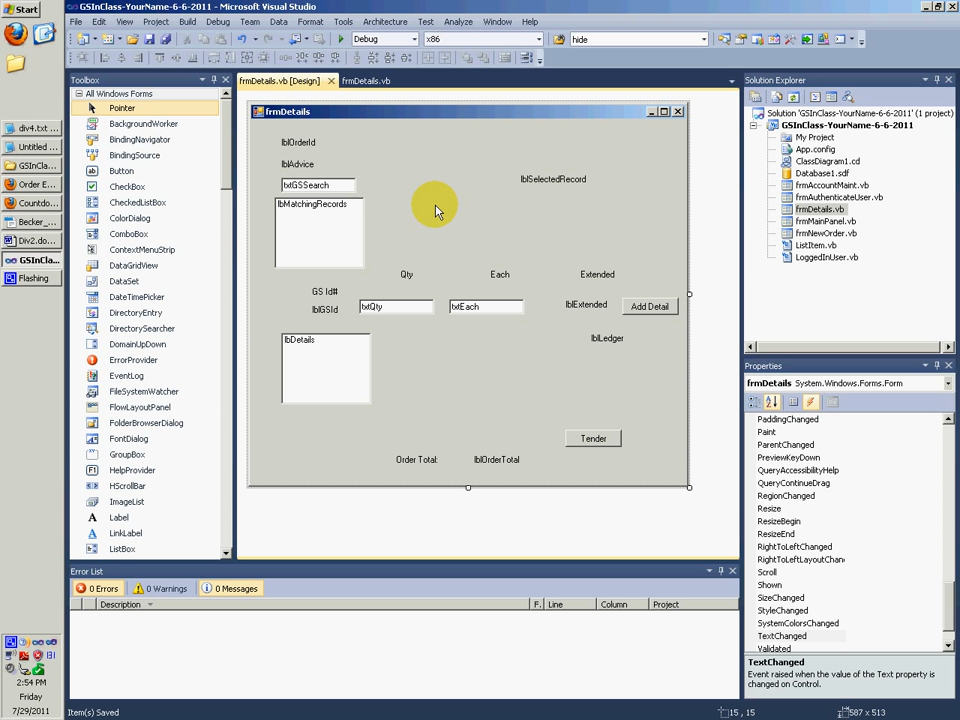 Start
GSInClass-YourName-6-6-2011 - Microsoft Visual Studio
File Edit View Project Build Debug Team Data Format Tools Architecture Test Analyze Window Help
Debug x86 hide
Toolbox
All Windows Forms
Pointer
BackgroundWorker
BindingNavigator
BindingSource
Button
CheckBox
CheckedListBox
ColorDialog
ComboBox
ContextMenuStrip
DataGridView
DataSet
DateTimePicker
DirectoryEntry
DirectorySearcher
DomainUpDown
ErrorProvider
EventLog
FileSystemWatcher
FlowLayoutPanel
FolderBrowserDialog
FontDialog
GroupBox
HelpProvider
HScrollBar
ImageList
Label
LinkLabel
ListBox
div4.txt ...
Untitled ...
GSInCla...
Order E...
Countdo...
Becker_...
Div2.do...
GSInCla...
Flashing
2:54 PM
Friday
7/29/2011
frmDetails.vb [Design] frmDetails.vb
frmDetails
lblOrderId
lblAdvice
txtGSSearch
lblSelectedRecord
lbMatchingRecords
Qty Each Extended
GS Id#
lblGSId txtQty txtEach lblExtended Add Detail
lbDetails
lblLedger
Tender
Order Total: lblOrderTotal
Solution Explorer
Solution 'GSInClass-YourName-6-6-2011' (1 project)
GSInClass-YourName-6-6-2011
My Project
App.config
ClassDiagram1.cd
Database1.sdf
frmAccountMaint.vb
frmAuthenticateUser.vb
frmDetails.vb
frmMainPanel.vb
frmNewOrder.vb
ListItem.vb
LoggedInUser.vb
Properties
frmDetails System.Windows.Forms.Form
PaddingChanged
Paint
ParentChanged
PreviewKeyDown
QueryAccessibilityHelp
QueryContinueDrag
RegionChanged
Resize
ResizeBegin
ResizeEnd
RightToLeftChanged
RightToLeftLayoutChan
Scroll
Shown
SizeChanged
StyleChanged
SystemColorsChanged
TextChanged
Validated
TextChanged
Event raised when the value of the Text property is
changed on Control.
Error List
0 Errors 0 Warnings 0 Messages
Description F. Line Column Project
Item(s) Saved 15 , 15 587 x 513